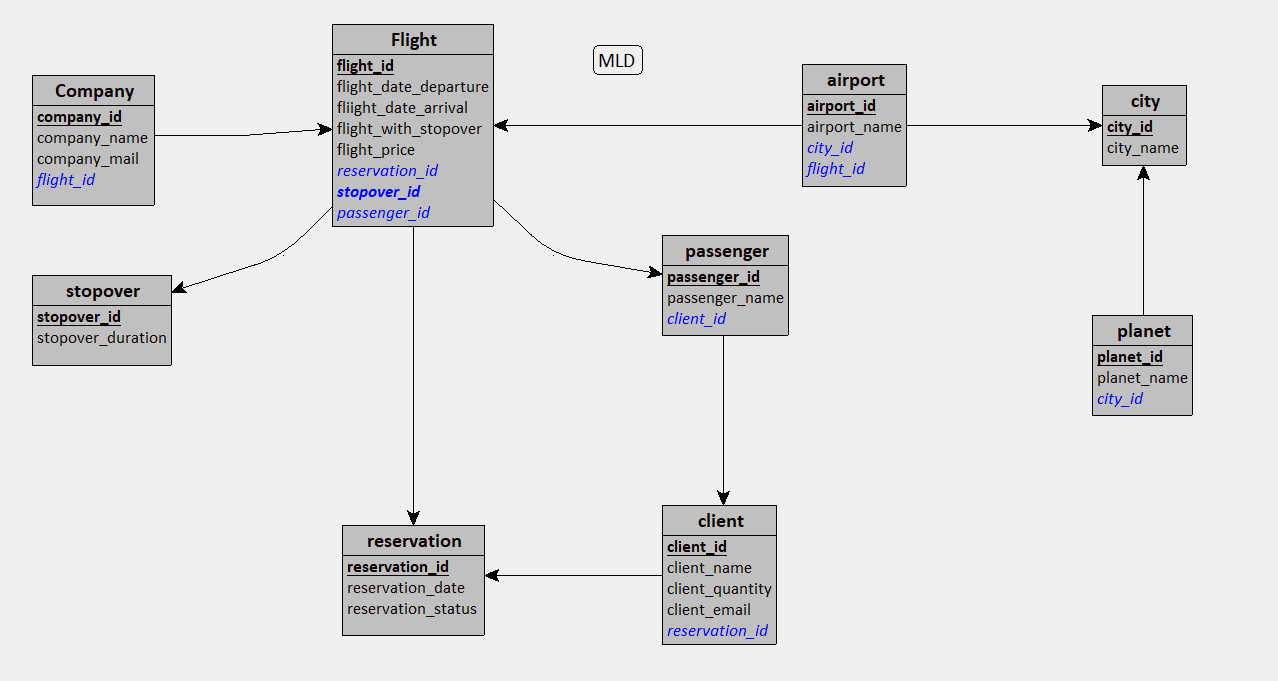 MLD
Company
company_id
company_name
company_mail
flight_id
Flight
flight_id
flight_date_departure
fliight_date_arrival
flight_with_stopover
flight_price
reservation_id
stopover_id
passenger_id
airport
airport_id
airport_name
city_id
flight_id
city
city_id
city_name
stopover
stopover_id
stopover_duration
passenger
passenger_id
passenger_name
client_id
planet
planet_id
planet_name
city_id
reservation
reservation_id
reservation_date
reservation_status
client
client_id
client_name
client_quantity
client_email
reservation_id